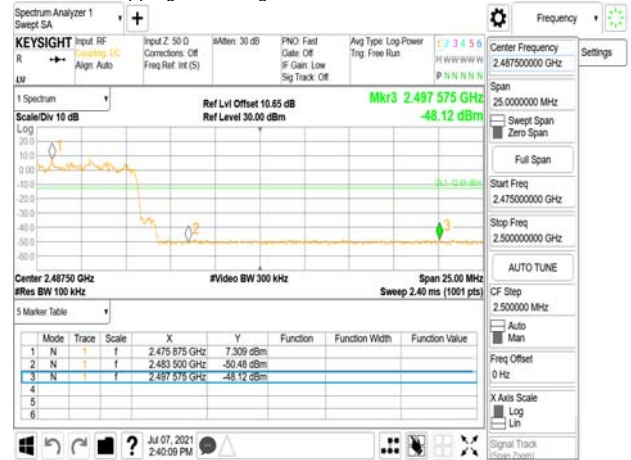 Spectrum Analyzer 1
Swept SA
Frequency
KEYSIGHT
R
LV
Input: RF
Coupling: DC
Align: Auto
Input Z: 50 Ω
Corrections: Off
Freq Ref: Int (S)
#Atten: 30 dB
PNO: Fast
Gate: Off
IF Gain: Low
Sig Track: Off
Avg Type: Log-Power
Trig: Free Run
1 2 3 4 5 6
M W W W W W
P N N N N N
1 Spectrum
Scale/Div 10 dB
Ref Lvl Offset 10.65 dB
Ref Level 30.00 dBm
Mkr3 2.497 575 GHz
-48.12 dBm
Log
20.0
10.0
0.00
-10.0
-20.0
-30.0
-40.0
-50.0
-60.0
1
2
3
Center 2.48750 GHz
#Res BW 100 kHz
#Video BW 300 kHz
Span 25.00 MHz
Sweep 2.40 ms (1001 pts)
5 Marker Table
Mode Trace Scale X Y Function Function Width Function Value
1 N 1 f 2.475 875 GHz 7.309 dBm
2 N 1 f 2.483 500 GHz -50.48 dBm
3 N 1 f 2.497 575 GHz -48.12 dBm
4
5
6
Jul 07, 2021
2:40:09 PM
Center Frequency
2.487500000 GHz
Settings
Span
25.0000000 MHz
Swept Span
Zero Span
Full Span
Start Freq
2.475000000 GHz
Stop Freq
2.500000000 GHz
AUTO TUNE
CF Step
2.500000 MHz
Auto
Man
Freq Offset
0 Hz
X Axis Scale
Log
Lin
Signal Track
(Span Zoom)